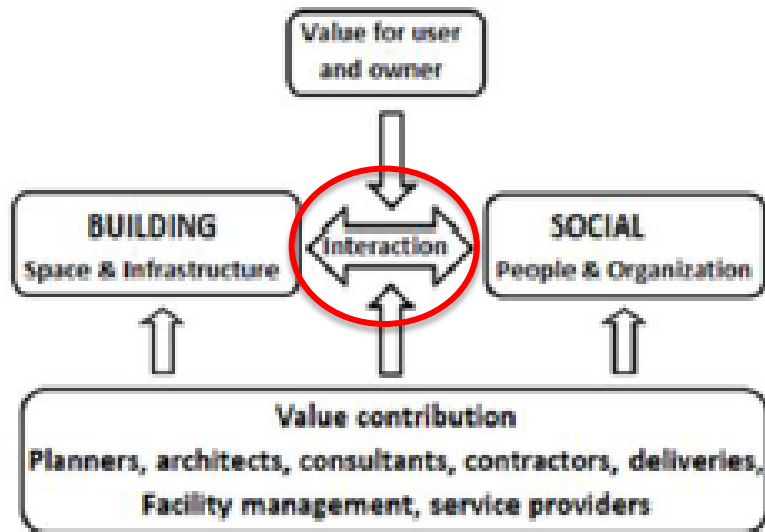 Value for user
and owner
BUILDING
Space & Infrastructure
Interaction
SOCIAL
People & Organization
Value contribution
Planners, architects, consultants, contractors, deliveries,
Facility management, service providers